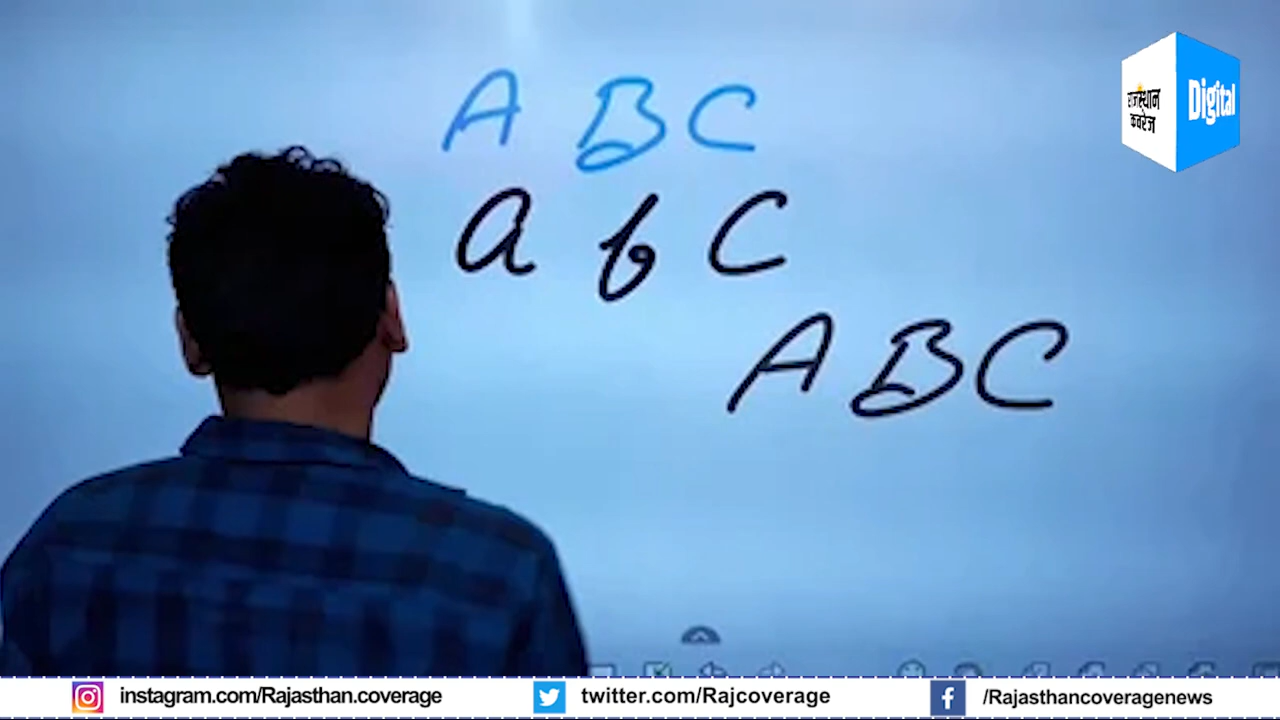 A B C
a b C
A B C
राजस्थान
कवरेज
Digital
instagram.com/Rajasthan.coverage
twitter.com/Rajcoverage
/Rajasthancoveragenews